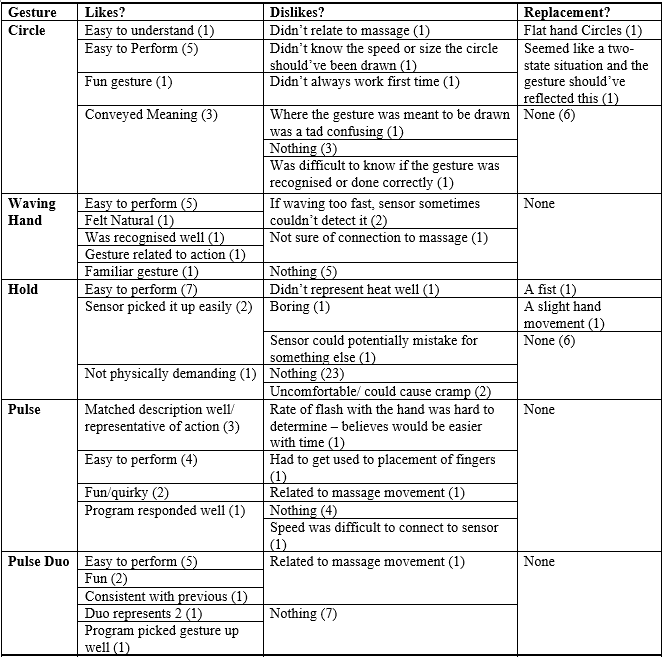 Gesture Likes? Dislikes? Replacement?
Circle Easy to understand (1) Didn't relate to massage (1) Flat hand Circles (1)
Easy to Perform (5) Didn't know the speed or size the circle should've been drawn (1) Seemed like a two-state situation and the gesture should've reflected this (1)
Fun gesture (1) Didn't always work first time (1)
Conveyed Meaning (3) Where the gesture was meant to be drawn was a tad confusing (1) None (6)
Nothing (3)
Was difficult to know if the gesture was recognised or done correctly (1)
Waving Hand Easy to perform (5) If waving too fast, sensor sometimes couldn't detect it (2) None
Felt Natural (1)
Was recognised well (1) Not sure of connection to massage (1)
Gesture related to action (1)
Familiar gesture (1) Nothing (5)
Hold Easy to perform (7) Didn't represent heat well (1) A fist (1)
Sensor picked it up easily (2) Boring (1) A slight hand movement (1)
Sensor could potentially mistake for something else (1) None (6)
Not physically demanding (1) Nothing (23)
Uncomfortable/ could cause cramp (2)
Pulse Matched description well/ representative of action (3) Rate of flash with the hand was hard to determine – believes would be easier with time (1) None
Easy to perform (4) Had to get used to placement of fingers (1)
Fun/quirky (2) Related to massage movement (1)
Program responded well (1) Nothing (4)
Speed was difficult to connect to sensor (1)
Pulse Duo Easy to perform (5) Related to massage movement (1) None
Fun (2)
Consistent with previous (1)
Duo represents 2 (1) Nothing (7)
Program picked gesture up well (1)